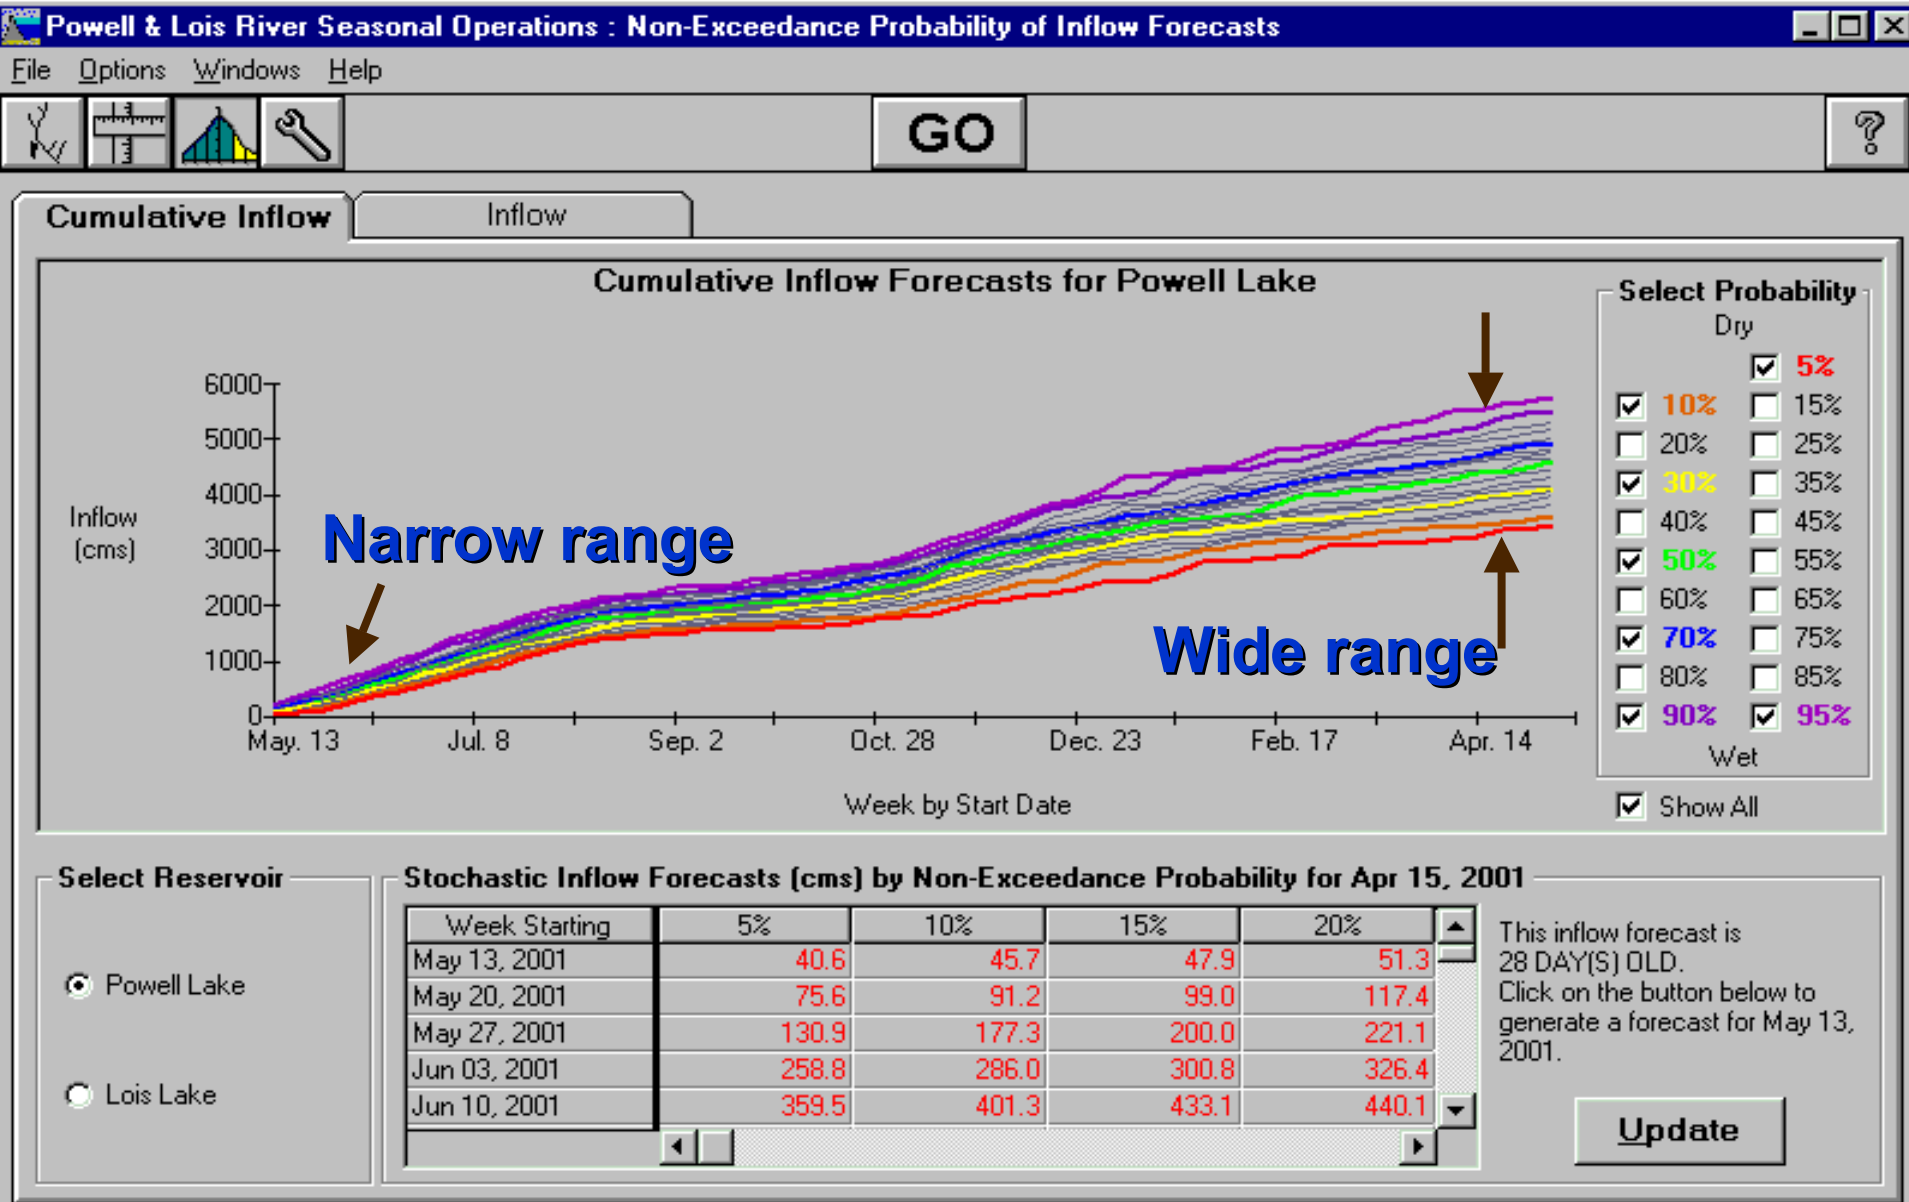 Powell & Lois River Seasonal Operations : Non-Exceedance Probability of Inflow Forecasts
File Options Windows Help
GO
Cumulative Inflow Inflow
Cumulative Inflow Forecasts for Powell Lake
6000
5000
4000
3000
2000
1000
0
Inflow
(cms)
Narrow range
Wide range
May. 13 Jul. 8 Sep. 2 Oct. 28 Dec. 23 Feb. 17 Apr. 14
Week by Start Date
Select Probability
Dry
5%
10% 15%
20% 25%
30% 35%
40% 45%
50% 55%
60% 65%
70% 75%
80% 85%
90% 95%
Wet
Show All
Select Reservoir
Powell Lake
Lois Lake
Stochastic Inflow Forecasts (cms) by Non-Exceedance Probability for Apr 15, 2001
Week Starting 5% 10% 15% 20%
May 13, 2001 40.6 45.7 47.9 51.3
May 20, 2001 75.6 91.2 99.0 117.4
May 27, 2001 130.9 177.3 200.0 221.1
Jun 03, 2001 258.8 286.0 300.8 326.4
Jun 10, 2001 359.5 401.3 433.1 440.1
This inflow forecast is
28 DAY(S) OLD.
Click on the button below to
generate a forecast for May 13,
2001.
Update